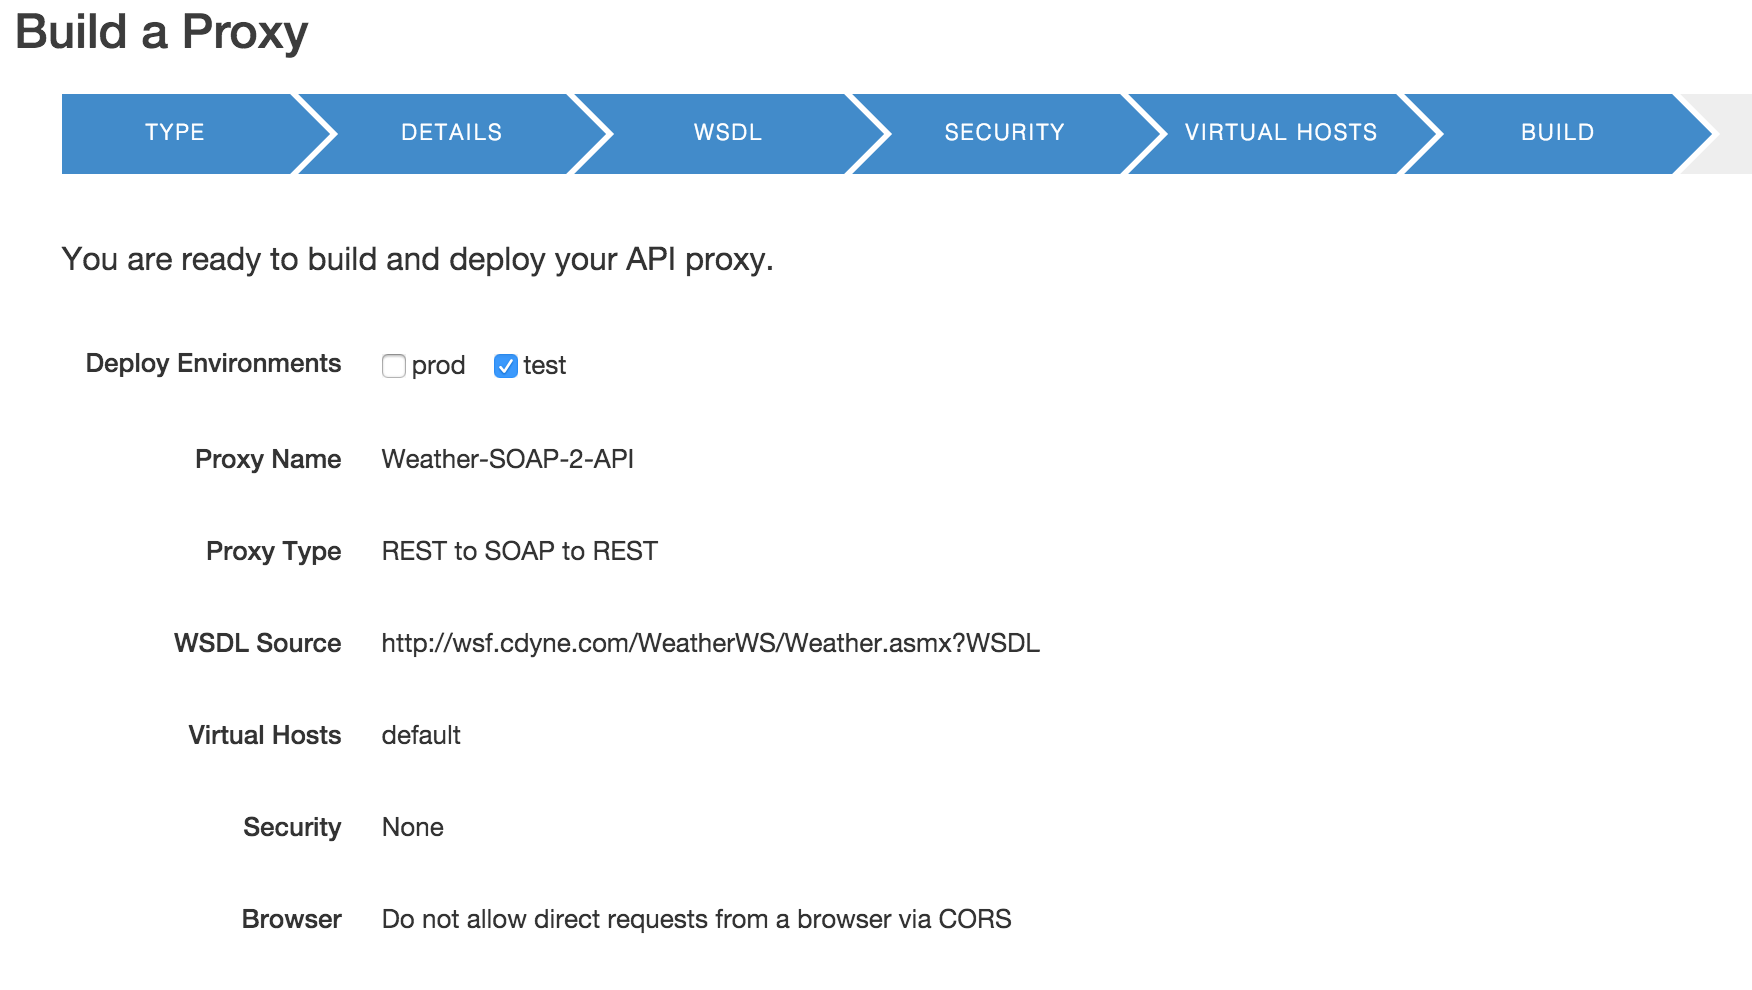 Build a Proxy
TYPE DETAILS WSDL SECURITY VIRTUAL HOSTS BUILD
You are ready to build and deploy your API proxy.
Deploy Environments prod test
Proxy Name Weather-SOAP-2-API
Proxy Type REST to SOAP to REST
WSDL Source http://wsf.cdyne.com/WeatherWS/Weather.asmx?WSDL
Virtual Hosts default
Security None
Browser Do not allow direct requests from a browser via CORS